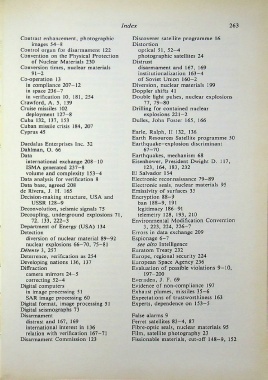 Index 263
Contrast enhancement, photographic
images 54-8
Control organ for disarmament 122
Convention on the Physical Protection
of Nuclear Materials 230
Conversion times, nuclear materials
91-2
Co-operation 13
in compliance 207-12
in space 236-7
in verification 10, 181, 254
Crawford, A. 5, 139
Cruise missiles 102
deployment 127-8
Cuba 132, 137, 153
Cuban missile crisis 184, 207
Cyprus 45
Daedalus Enterprises Inc. 32
Dahlman, O. 66
Data
international exchange 208-10
ISMA generated 237-8
volume and complexity 153-4
Data analysis for verification 8
Data base, agreed 208
de Rivera, J. H. 165
Decision-making structure, USA and
USSR 126-9
Deconvolution, seismic signals 75
Decoupling, underground explosions 71,
72, 133, 222-3
Department of Energy (USA) 134
Detection
diversion of nuclear material 89-92
nuclear explosions 68-70, 75-81
Détente 3, 257
Deterrence, verification as 254
Developing nations 136, 137
Diffraction
camera mirrors 24-5
correcting 52-4
Digital computers
in image processing 51
SAR image processing 60
Digital format, image processing 51
Digital seismographs 73
Disarmament
distrust and 167, 169
international interest in 136
relation with verification 167-71
Disarmament Commission 123
Discoverer satellite programme 16
Distortion
optical 51, 52-4
photographic satellites 24
Distrust
disarmament and 167, 169
institutionalization 163-4
of Soviet Union 160-2
Diversion, nuclear materials 199
Doppler shifts 41
Double light pulses, nuclear explosions
77, 79-80
Drilling for contained nuclear
explosions 221-2
Dulles, John Foster 165, 166
Earle, Ralph, II 132, 136
Earth Resources Satellite programme 30
Earthquake-explosion discriminant
67-70
Earthquakes, mechanism 68
Eisenhower, President Dwight D. 117,
123, 164, 183, 232
El Salvador 154
Electronic reconnaissance 79-89
Electronic seals, nuclear materials 95
Emissivity of surfaces 35
Encryption 88-9
ban 188-9, 191
legitimacy 186-91
telemetry 128, 193, 210
Environmental Modification Convention
3, 223, 224, 226-7
Errors in data exchange 209
Espionage 6-7
see also Intelligence
Euratom Treaty 232
Europe, regional security 224
European Space Agency 236
Evaluation of possible violations 9-10,
197-200
Everudes, J. F. 69
Evidence of non-compliance 197
Exhaust plumes, missiles 35-6
Expectations of trustworthiness 163
Experts, dependence on 153-5
False alarms 9
Ferret satellites 83-4, 87
Fibre-optic seals, nuclear materials 95
Film, satellite photography 23
Fissionable materials, cut-off 148-9, 152